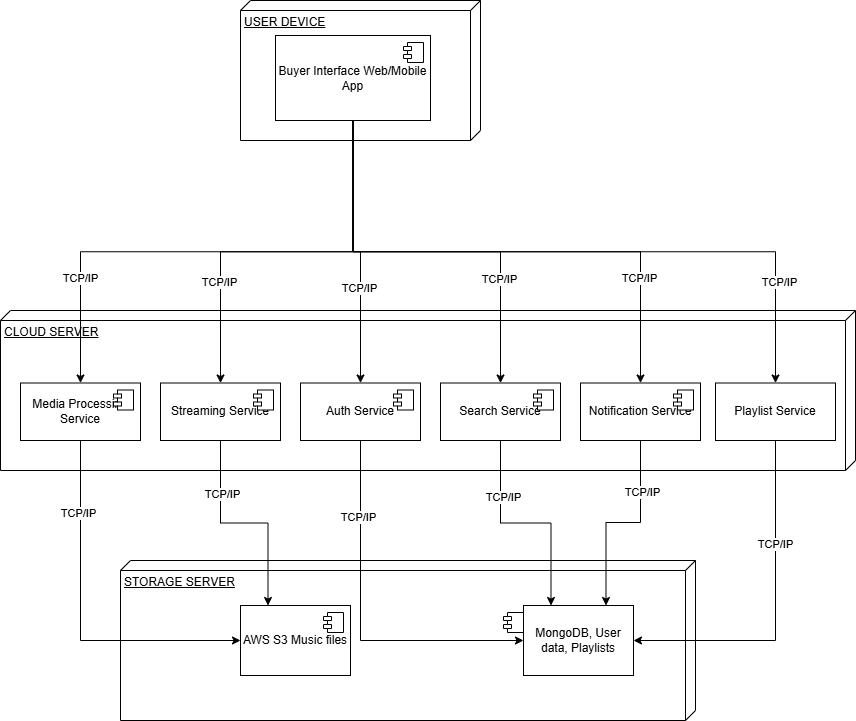 USER DEVICE
Buyer Interface Web/Mobile
App
TCP/IP
TCP/IP
TCP/IP
TCP/IP
TCP/IP
TCP/IP
CLOUD SERVER
Media Processi
Service
Streaming Service
Auth Service
Search Service
Notification Service
Playlist Service
TCP/IP
TCP/IP
TCP/IP
TCP/IP
TCP/IP
TCP/IP
STORAGE SERVER
AWS S3 Music files
MongoDB, User
data, Playlists